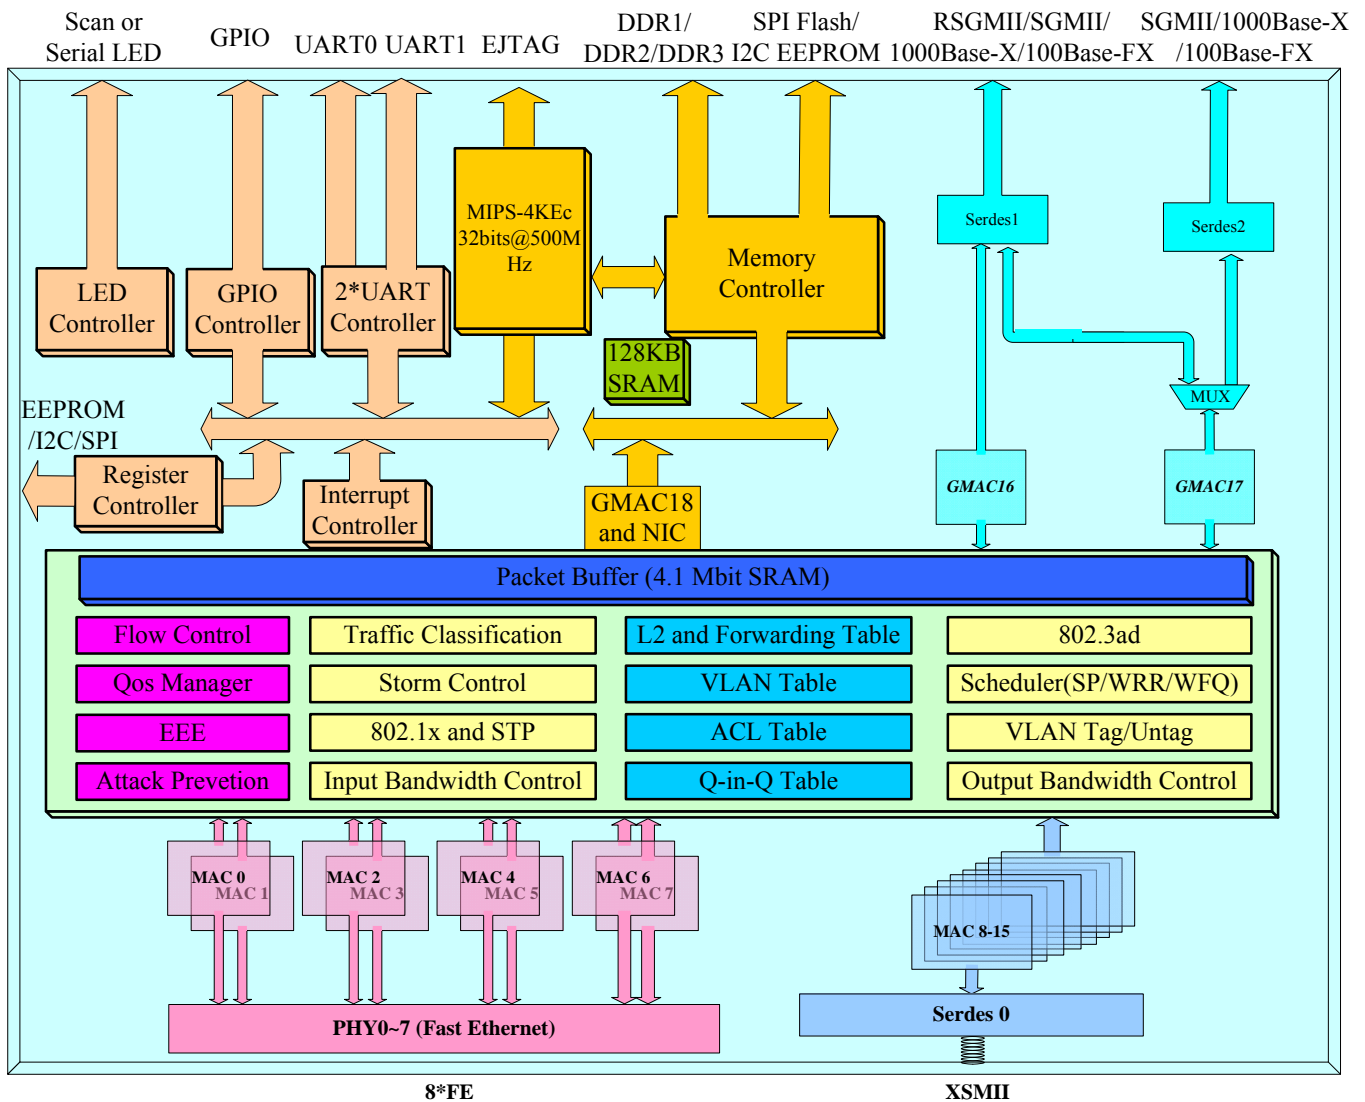 Scan or
Serial LED
GPIO
UART0 UART1
EJTAG
DDR1/
DDR2/DDR3
SPI Flash/
I2C EEPROM
RSGMII/SGMII/
1000Base-X/100Base-FX
SGMII/1000Base-X
/100Base-FX
MIPS-4KEc
32bits@500M
Hz
Serdes1
Serdes2
LED
Controller
GPIO
Controller
2*UART
Controller
Memory
Controller
128KB
SRAM
MUX
EEPROM
/I2C/SPI
Register
Controller
Interrupt
Controller
GMAC18
and NIC
GMAC16
GMAC17
Packet Buffer (4.1 Mbit SRAM)
Flow Control
Traffic Classification
L2 and Forwarding Table
802.3ad
Qos Manager
Storm Control
VLAN Table
Scheduler(SP/WRR/WFQ)
EEE
802.1x and STP
ACL Table
VLAN Tag/Untag
Attack Prevetion
Input Bandwidth Control
Q-in-Q Table
Output Bandwidth Control
MAC 0
MAC 1
MAC 2
MAC 3
MAC 4
MAC 5
MAC 6
MAC 7
MAC 8-15
PHY0~7 (Fast Ethernet)
Serdes 0
8*FE
XSMII